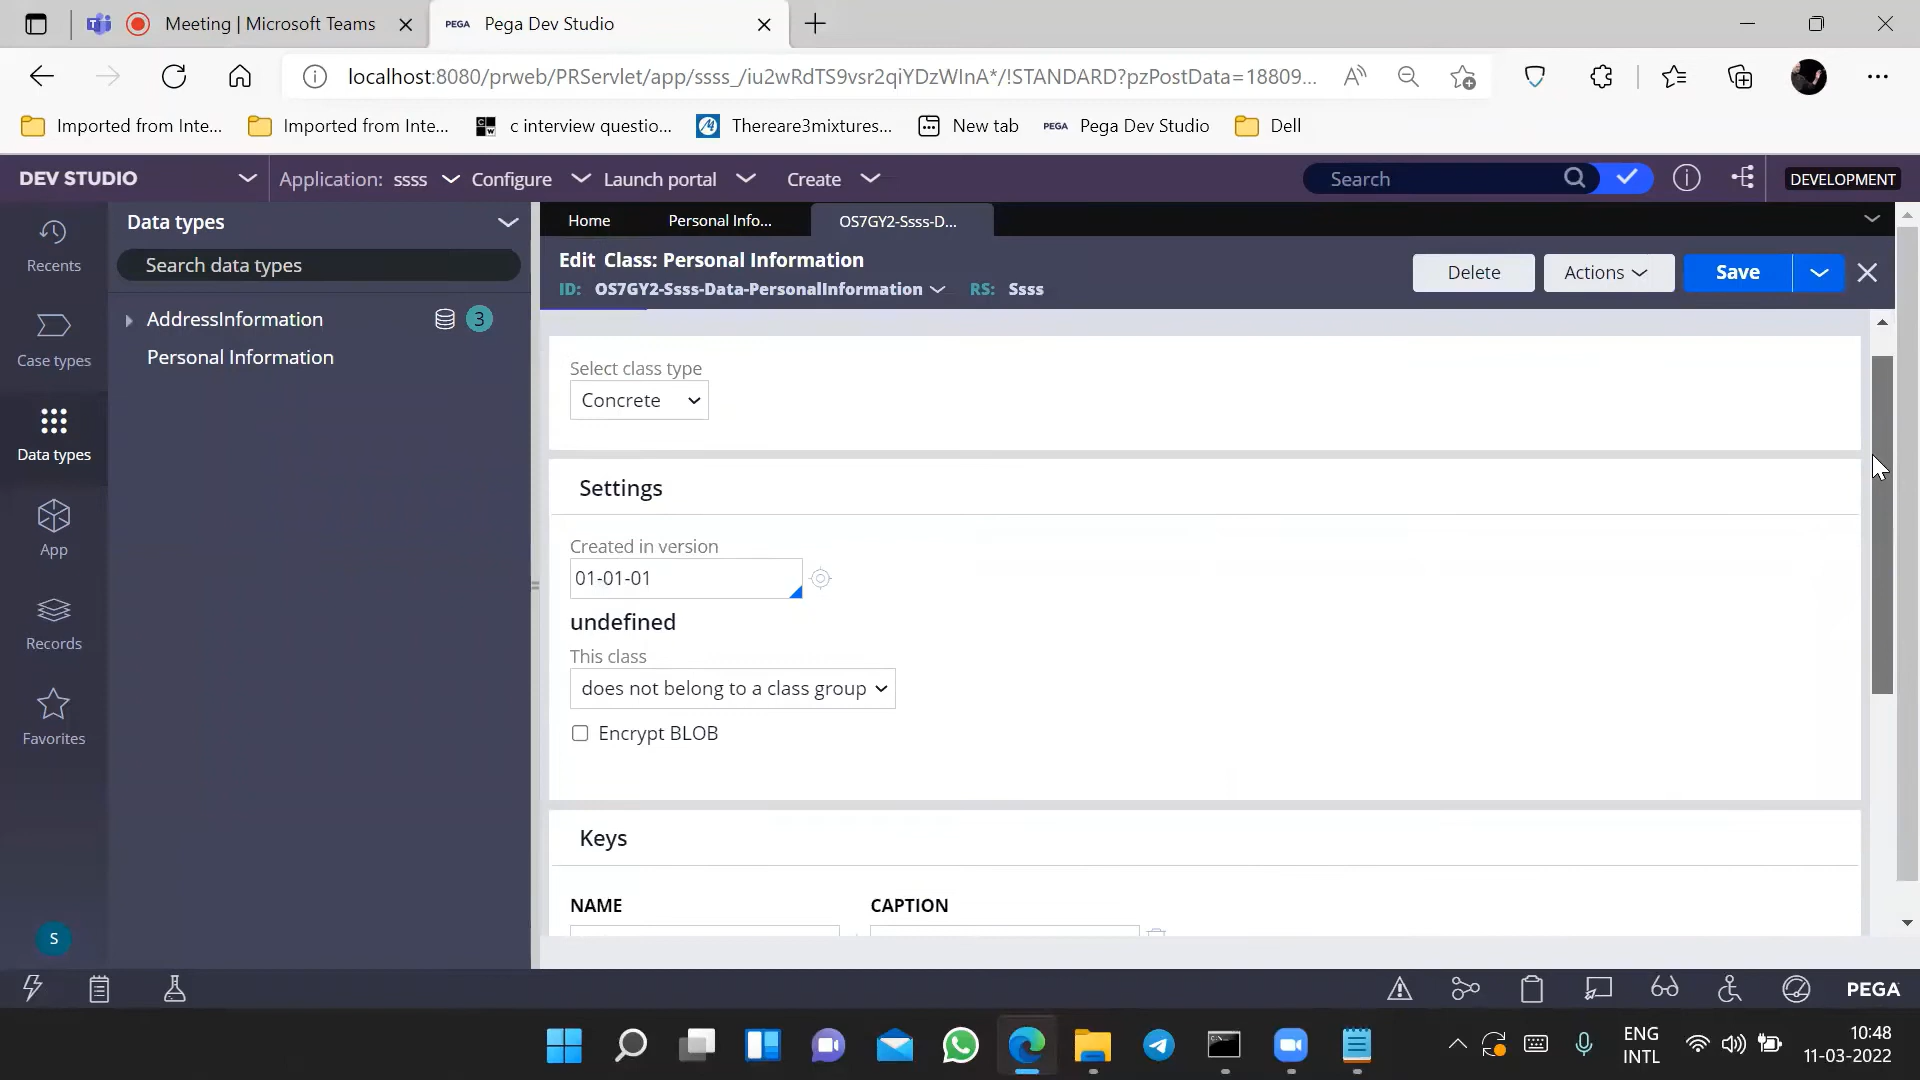 Meeting | Microsoft Teams
PEGA Pega Dev Studio
localhost:8080/prweb/PRServlet/app/ssss_/iu2wRdTS9vsr2qiYDzWInA*/!STANDARD?pzPostData=18809...
Imported from Inte...
Imported from Inte...
c interview questio...
Thereare3mixtures...
New tab
PEGA Pega Dev Studio
Dell
DEV STUDIO
Application: ssss
Configure
Launch portal
Create
Search
DEVELOPMENT
Recents
Case types
Data types
App
Records
Favorites
S
Data types
Search data types
AddressInformation
3
Personal Information
Home
Personal Info...
OS7GY2-Ssss-D...
Edit Class: Personal Information
ID: OS7GY2-Ssss-Data-PersonalInformation
RS: Ssss
Delete
Actions
Save
Select class type
Concrete
Settings
Created in version
01-01-01
undefined
This class
does not belong to a class group
Encrypt BLOB
Keys
NAME CAPTION
PEGA
ENG
INTL
10:48
11-03-2022